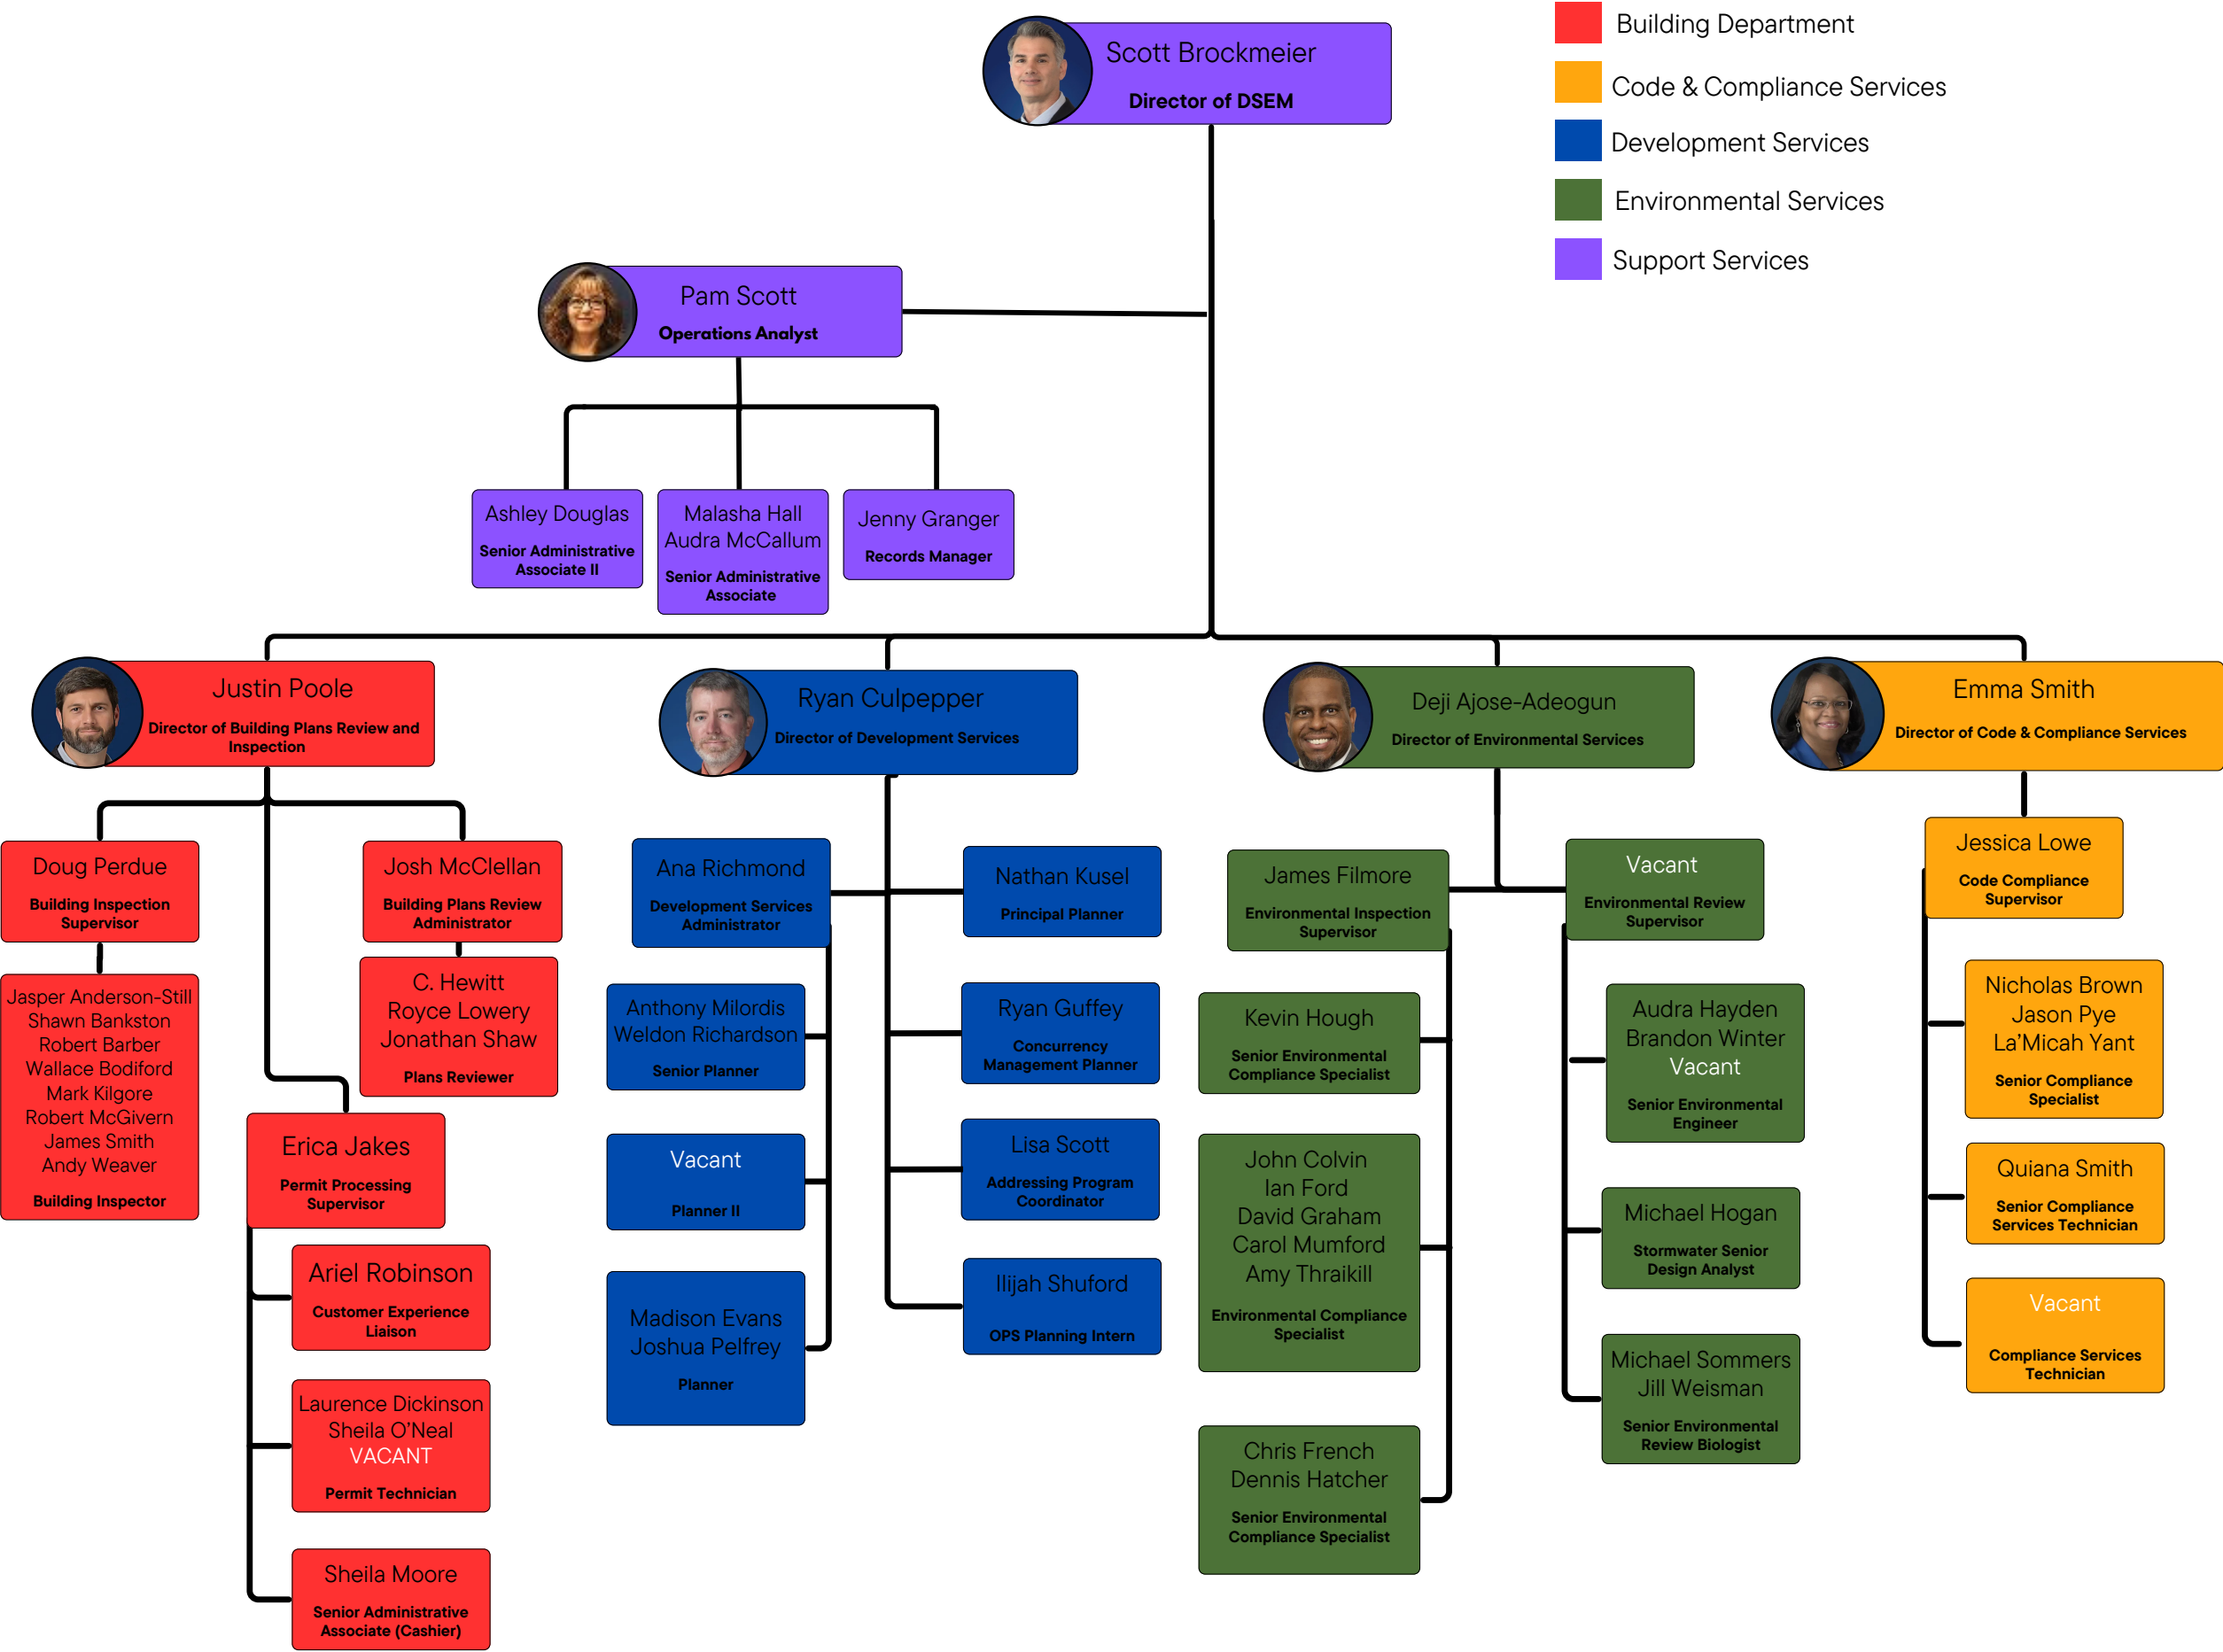 Building Department
Code & Compliance Services
Development Services
Environmental Services
Support Services
Scott Brockmeier
Director of DSEM
Pam Scott
Operations Analyst
Ashley Douglas
Senior Administrative
Associate II
Malasha Hall
Audra McCallum
Senior Administrative
Associate
Jenny Granger
Records Manager
Justin Poole
Director of Building Plans Review and
Inspection
Doug Perdue
Building Inspection
Supervisor
Jasper Anderson-Still
Shawn Bankston
Robert Barber
Wallace Bodiford
Mark Kilgore
Robert McGivern
James Smith
Andy Weaver
Building Inspector
Josh McClellan
Building Plans Review
Administrator
C. Hewitt
Royce Lowery
Jonathan Shaw
Plans Reviewer
Erica Jakes
Permit Processing
Supervisor
Ariel Robinson
Customer Experience
Liaison
Laurence Dickinson
Sheila O'Neal
VACANT
Permit Technician
Sheila Moore
Senior Administrative
Associate (Cashier)
Ryan Culpepper
Director of Development Services
Ana Richmond
Development Services
Administrator
Anthony Milordis
Weldon Richardson
Senior Planner
Vacant
Planner II
Madison Evans
Joshua Pelfrey
Planner
Nathan Kusel
Principal Planner
Ryan Guffey
Concurrency
Management Planner
Lisa Scott
Addressing Program
Coordinator
Ilijah Shuford
OPS Planning Intern
Deji Ajose-Adeogun
Director of Environmental Services
James Filmore
Environmental Inspection
Supervisor
Kevin Hough
Senior Environmental
Compliance Specialist
John Colvin
Ian Ford
David Graham
Carol Mumford
Amy Thraikill
Environmental Compliance
Specialist
Chris French
Dennis Hatcher
Senior Environmental
Compliance Specialist
Vacant
Environmental Review
Supervisor
Audra Hayden
Brandon Winter
Vacant
Senior Environmental
Engineer
Michael Hogan
Stormwater Senior
Design Analyst
Michael Sommers
Jill Weisman
Senior Environmental
Review Biologist
Emma Smith
Director of Code & Compliance Services
Jessica Lowe
Code Compliance
Supervisor
Nicholas Brown
Jason Pye
La'Micah Yant
Senior Compliance
Specialist
Quiana Smith
Senior Compliance
Services Technician
Vacant
Compliance Services
Technician